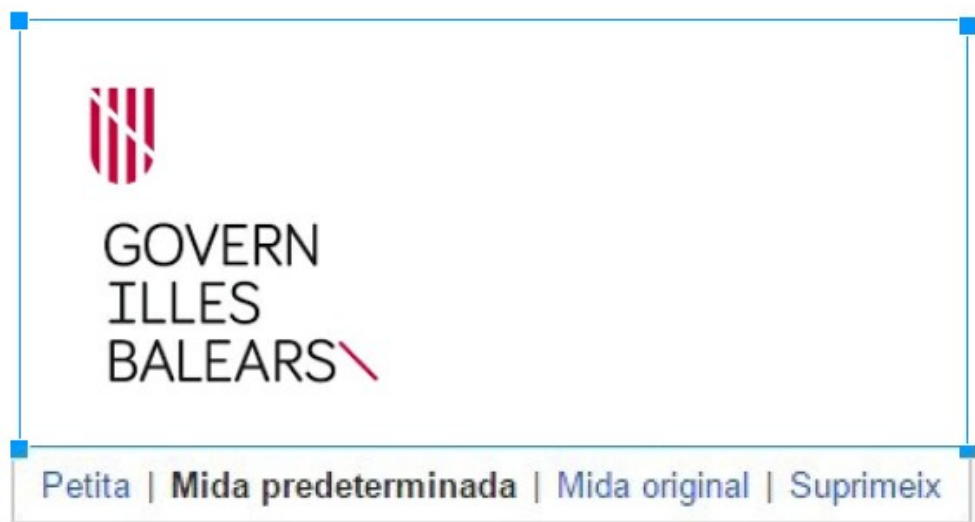 GOVERN
ILLES
BALEARS
Petita | Mida predeterminada | Mida original | Suprimeix